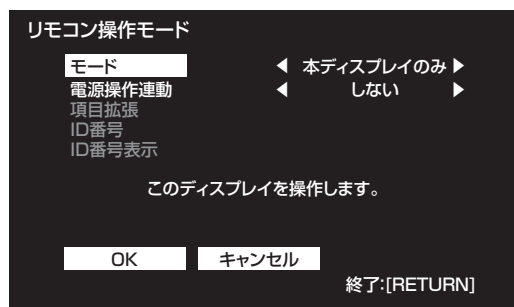 リモコン操作モード
モード ◀ 本ディスプレイのみ ▶
電源操作連動 ◀ しない ▶
項目拡張
ID番号
ID番号表示
このディスプレイを操作します。
OK キャンセル
終了:[RETURN]